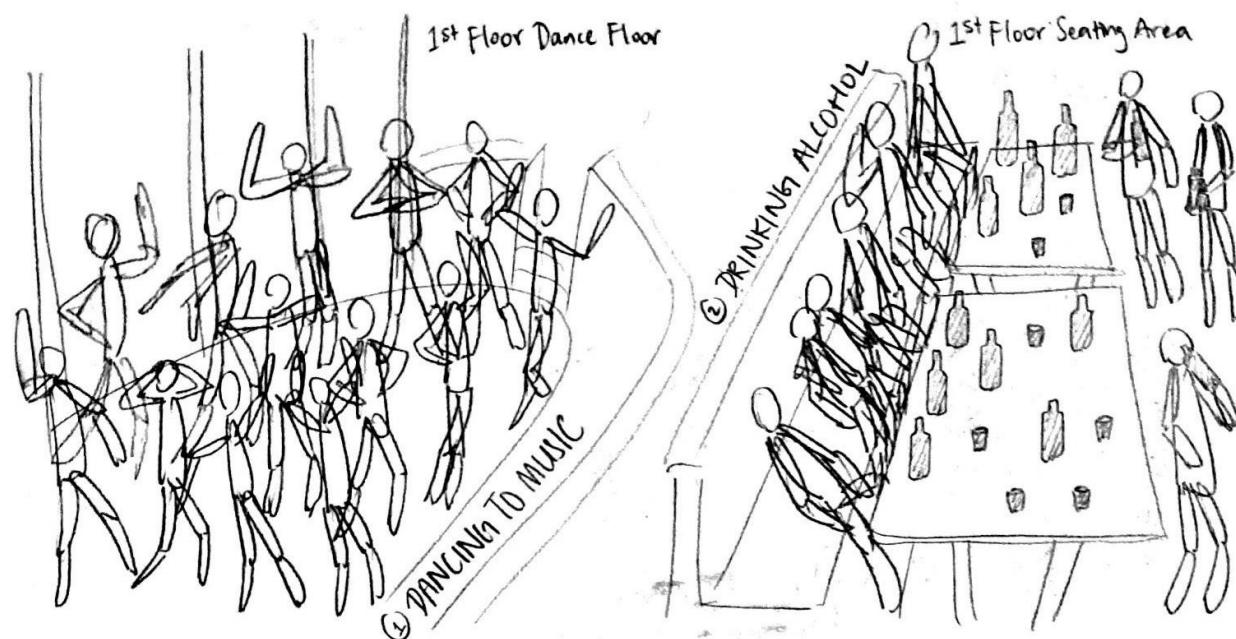 1st Floor Dance Floor
① DANCING TO MUSIC
1st Floor Seating Area
② DRINKING ALCOHOL